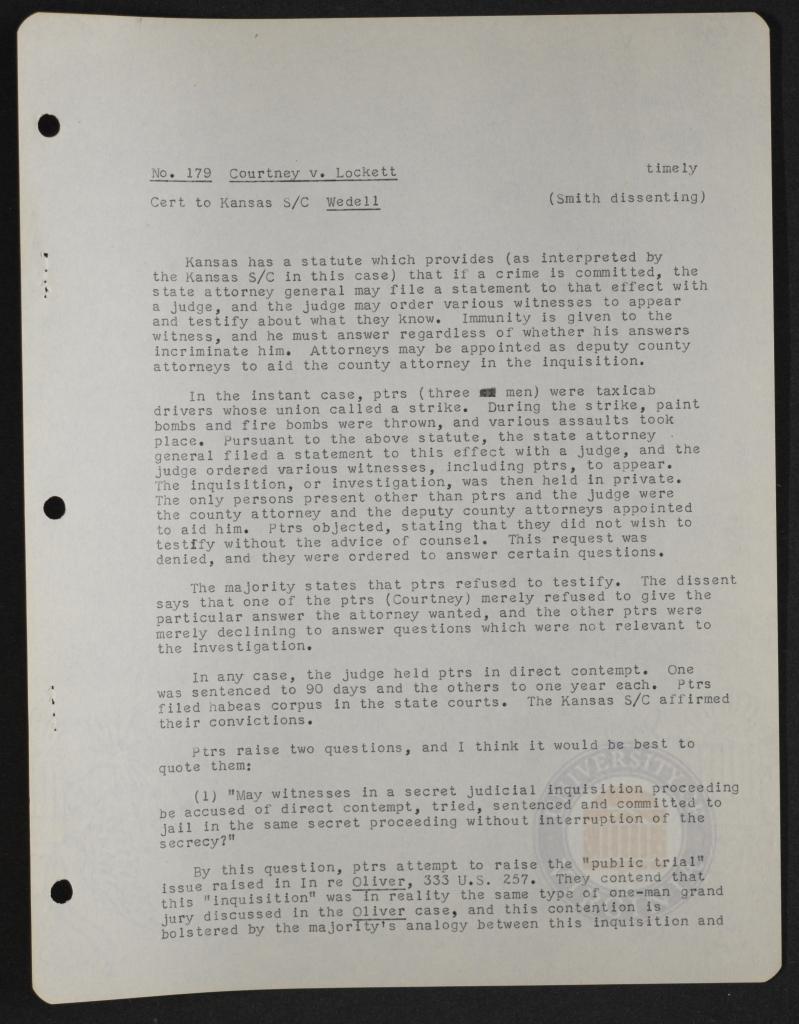 No. 179 Courtney v. Lockett timely
Cert to Kansas S/C Wedell (Smith dissenting)
Kansas has a statute which provides (as interpreted by
the Kansas S/C in this case) that if a crime is committed, the
state attorney general may file a statement to that effect with
a judge, and the judge may order various witnesses to appear
and testify about what they know. Immunity is given to the
witness, and he must answer regardless of whether his answers
incriminate him. Attorneys may be appointed as deputy county
attorneys to aid the county attorney in the inquisition.
In the instant case, ptrs (three men) were taxicab
drivers whose union called a strike. During the strike, paint
bombs and fire bombs were thrown, and various assaults took
place. Pursuant to the above statute, the state attorney
general filed a statement to this effect with a judge, and the
judge ordered various witnesses, including ptrs, to appear.
The inquisition, or investigation, was then held in private.
The only persons present other than ptrs and the judge were
the county attorney and the deputy county attorneys appointed
to aid him. Ptrs objected, stating that they did not wish to
testify without the advice of counsel. This request was
denied, and they were ordered to answer certain questions.
The majority states that ptrs refused to testify. The dissent
says that one of the ptrs (Courtney) merely refused to give the
particular answer the attorney wanted, and the other ptrs were
merely declining to answer questions which were not relevant to
the investigation.
In any case, the judge held ptrs in direct contempt. One
was sentenced to 90 days and the others to one year each. Ptrs
filed habeas corpus in the state courts. The Kansas S/C affirmed
their convictions.
Ptrs raise two questions, and I think it would be best to
quote them:
(1) "May witnesses in a secret judicial inquisition proceeding
be accused of direct contempt, tried, sentenced and committed to
jail in the same secret proceeding without interruption of the
secrecy?"
By this question, ptrs attempt to raise the "public trial"
issue raised in In re Oliver, 333 U.S. 257. They contend that
this "inquisition" was in reality the same type of one-man grand
jury discussed in the Oliver case, and this contention is
bolstered by the majority's analogy between this inquisition and